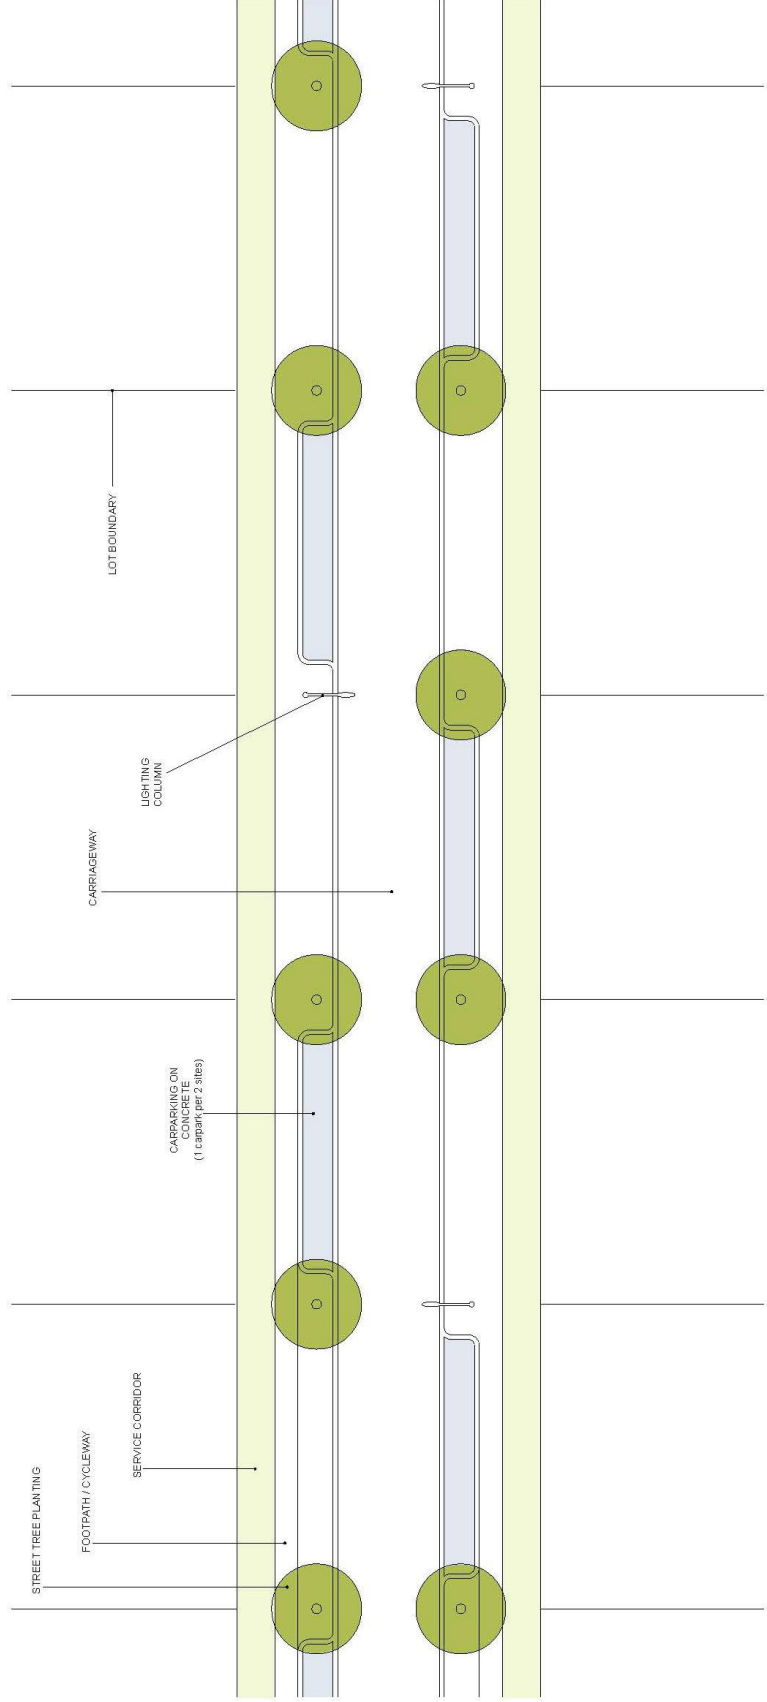 LOT BOUNDARY
LIGHTING
COLUMN
CARRIAGEWAY
CARPARKING ON
CONCRETE
(1 carpark per 2 sites)
SERVICE CORRIDOR
FOOTPATH / CYCLEWAY
STREET TREE PLANTING